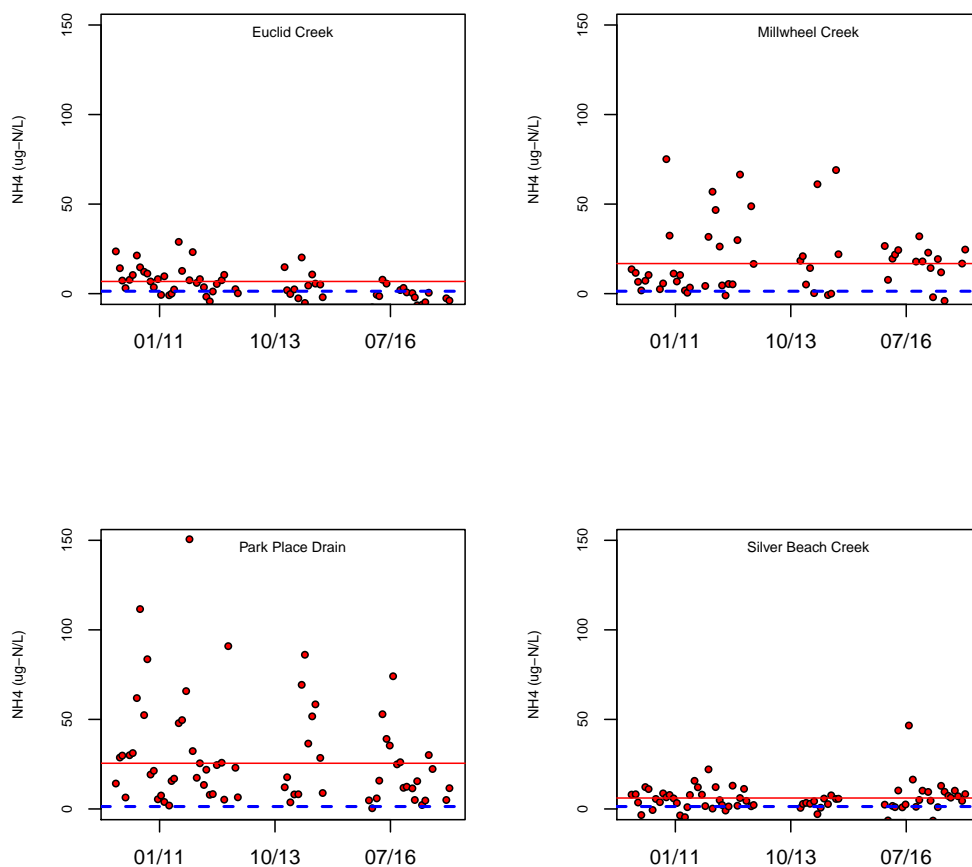 Euclid Creek
NH4 (ug−N/L)
150
100
50
0
01/11 10/13 07/16
Millwheel Creek
NH4 (ug−N/L)
150
100
50
0
01/11 10/13 07/16
Park Place Drain
NH4 (ug−N/L)
150
100
50
0
01/11 10/13 07/16
Silver Beach Creek
NH4 (ug−N/L)
150
100
50
0
01/11 10/13 07/16